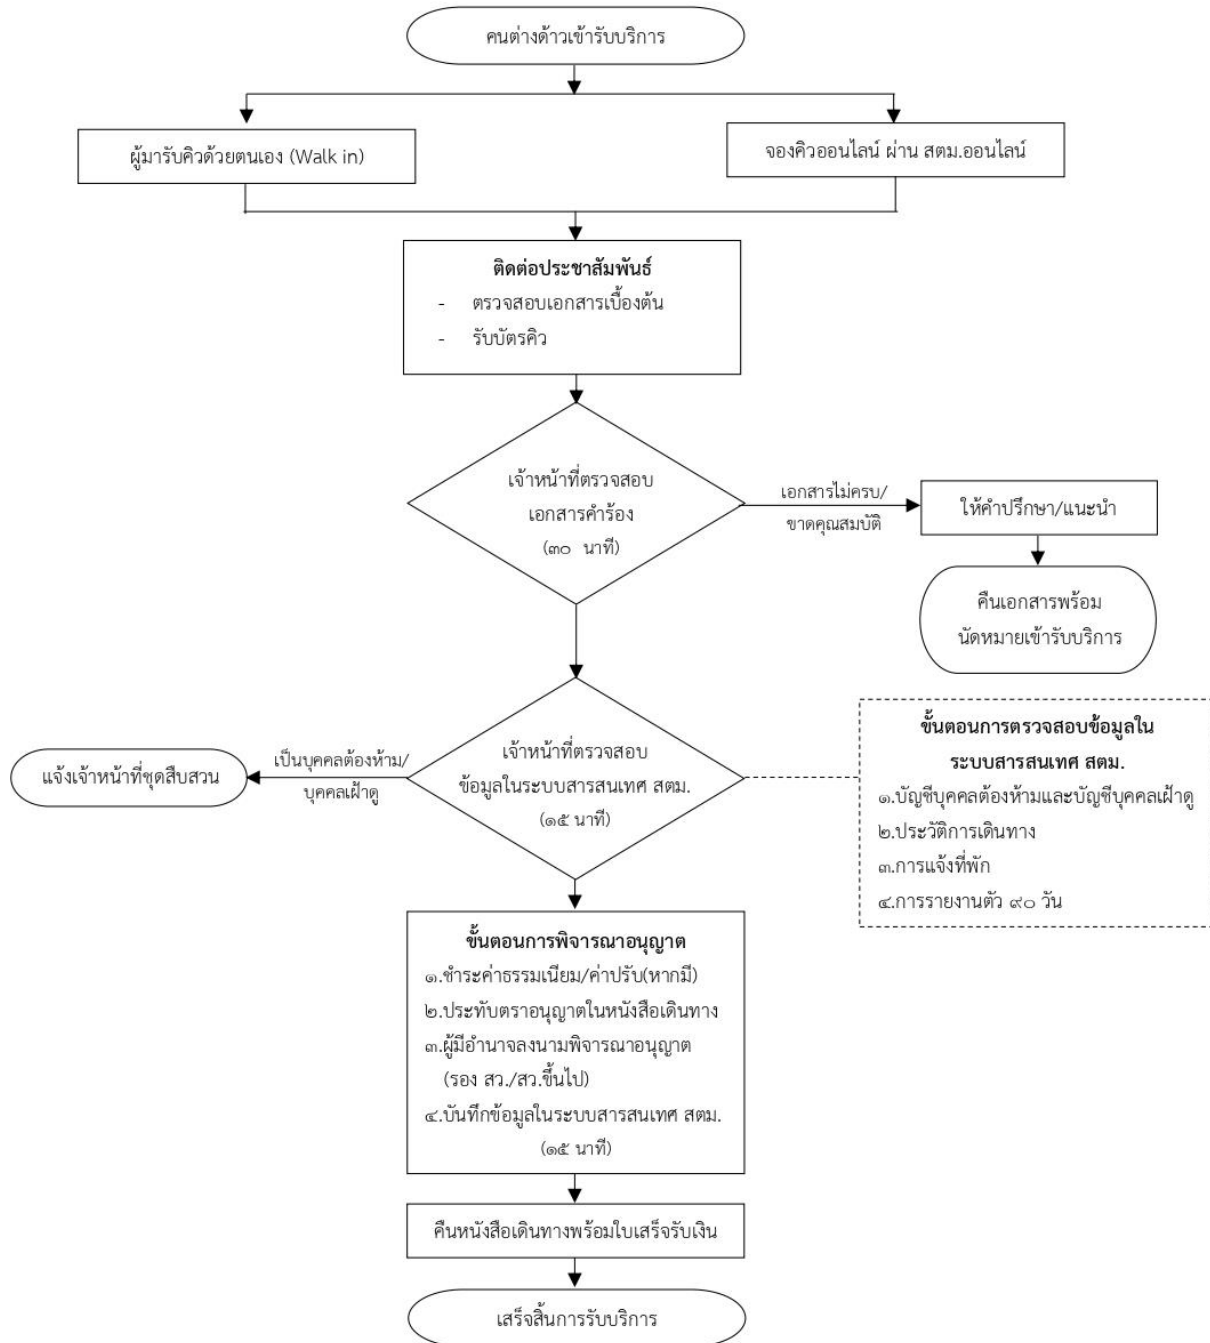 คนต่างด้าวเข้ารับบริการ
ผู้มารับคิวด้วยตนเอง (Walk in)
จองคิวออนไลน์ ผ่าน สตม.ออนไลน์
ติดต่อประชาสัมพันธ์
- ตรวจสอบเอกสารเบื้องต้น
- รับบัตรคิว
เจ้าหน้าที่ตรวจสอบ
เอกสารคำร้อง
(๓๐ นาที)
เอกสารไม่ครบ/
ขาดคุณสมบัติ
ให้คำปรึกษา/แนะนำ
คืนเอกสารพร้อม
นัดหมายเข้ารับบริการ
เจ้าหน้าที่ตรวจสอบ
ข้อมูลในระบบสารสนเทศ สตม.
(๑๕ นาที)
เป็นบุคคลต้องห้าม/
บุคคลเฝ้าดู
แจ้งเจ้าหน้าที่ชุดสืบสวน
ขั้นตอนการตรวจสอบข้อมูลใน
ระบบสารสนเทศ สตม.
๑.บัญชีบุคคลต้องห้ามและบัญชีบุคคลเฝ้าดู
๒.ประวัติการเดินทาง
๓.การแจ้งที่พัก
๔.การรายงานตัว ๙๐ วัน
ขั้นตอนการพิจารณาอนุญาต
๑.ชำระค่าธรรมเนียม/ค่าปรับ(หากมี)
๒.ประทับตราอนุญาตในหนังสือเดินทาง
๓.ผู้มีอำนาจลงนามพิจารณาอนุญาต
(รอง สว./สว.ขึ้นไป)
๔.บันทึกข้อมูลในระบบสารสนเทศ สตม.
(๑๕ นาที)
คืนหนังสือเดินทางพร้อมใบเสร็จรับเงิน
เสร็จสิ้นการรับบริการ